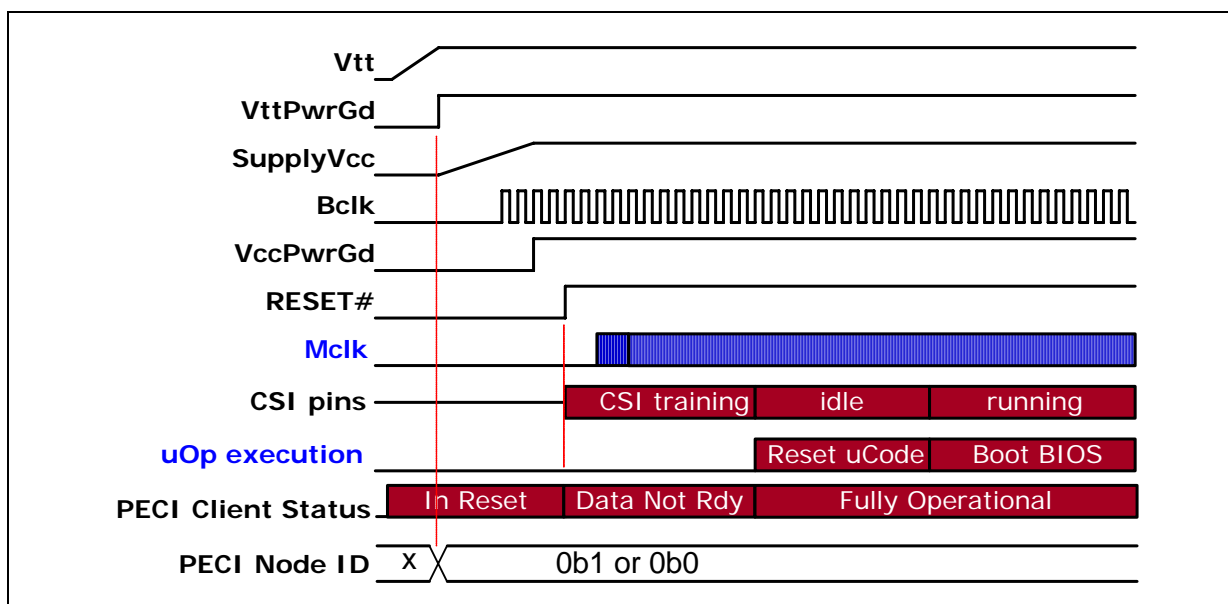 Vtt
VttPwrGd
SupplyVcc
Bclk
VccPwrGd
RESET#
Mclk
CSI pins CSI training idle running
uOp execution Reset uCode Boot BIOS
PECI Client Status In Reset Data Not Rdy Fully Operational
PECI Node ID x 0b1 or 0b0